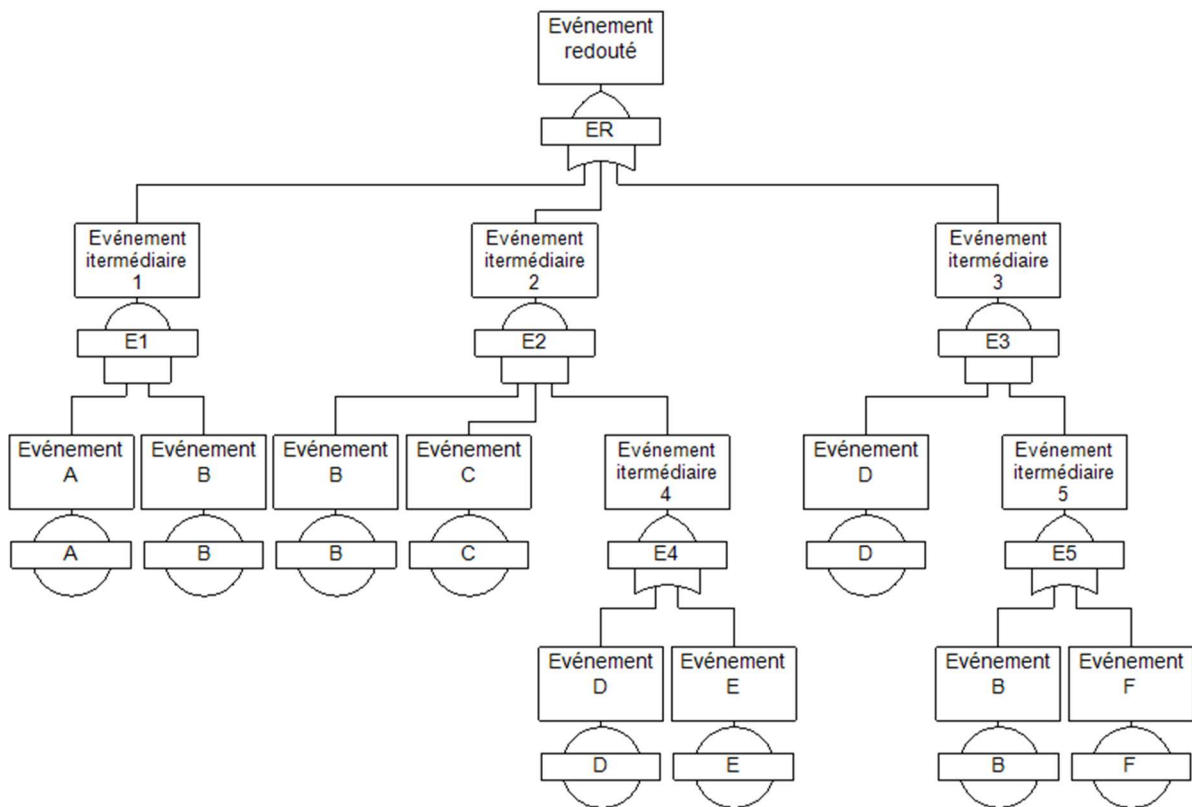 Evénement
redouté
ER
Evénement
itermédiaire
1
Evénement
itermédiaire
2
Evénement
itermédiaire
3
E1
E2
E3
Evénement
A
Evénement
B
Evénement
B
Evénement
C
Evénement
itermédiaire
4
Evénement
D
Evénement
itermédiaire
5
A
B
B
C
E4
D
E5
Evénement
D
Evénement
E
Evénement
B
Evénement
F
D
E
B
F